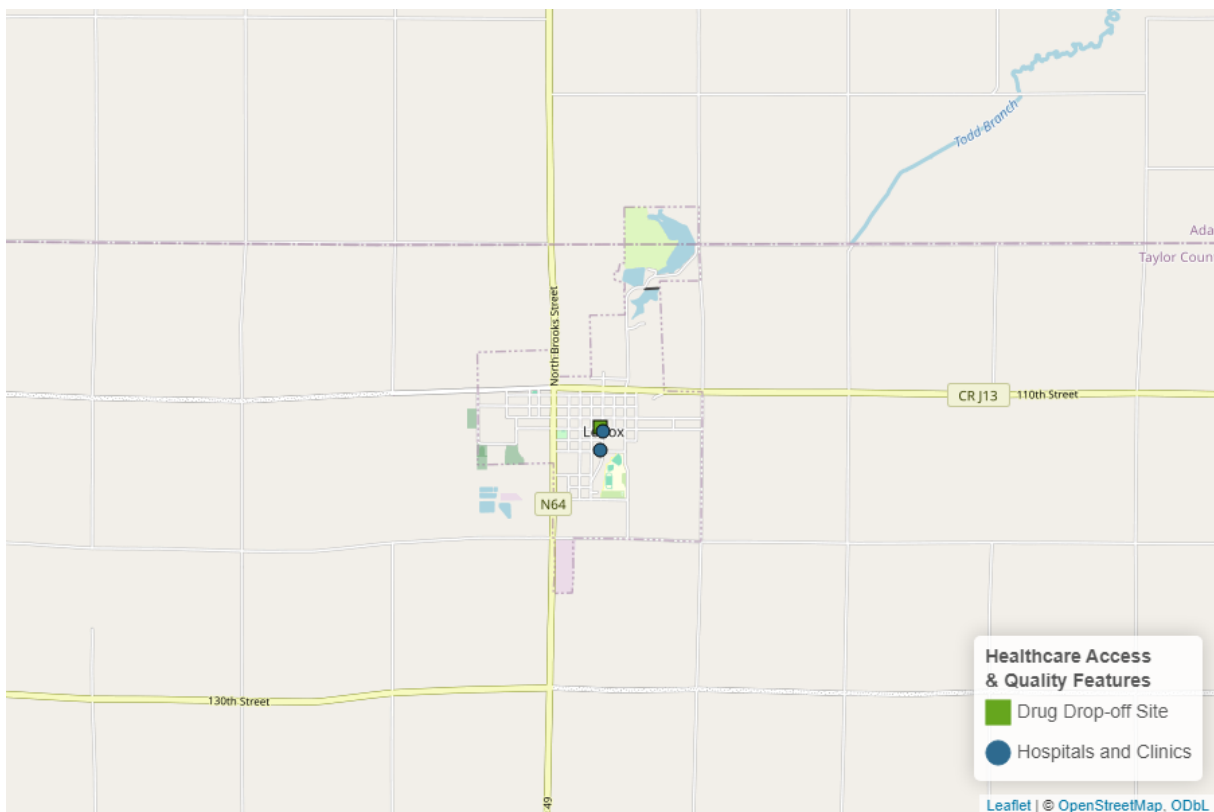 Todd Branch
Ada
Taylor Coun
North Brooks Street
CR J13
110th Street
N64
130th Street
49
Healthcare Access
& Quality Features
Drug Drop-off Site
Hospitals and Clinics
Leaflet | © OpenStreetMap, ODbL